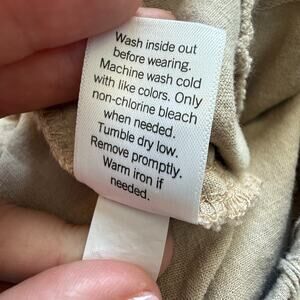 Wash inside out
before wearing.
Machine wash cold
with like colors. Only
non-chlorine bleach
when needed.
Tumble dry low.
Remove promptly.
Warm iron if
needed.